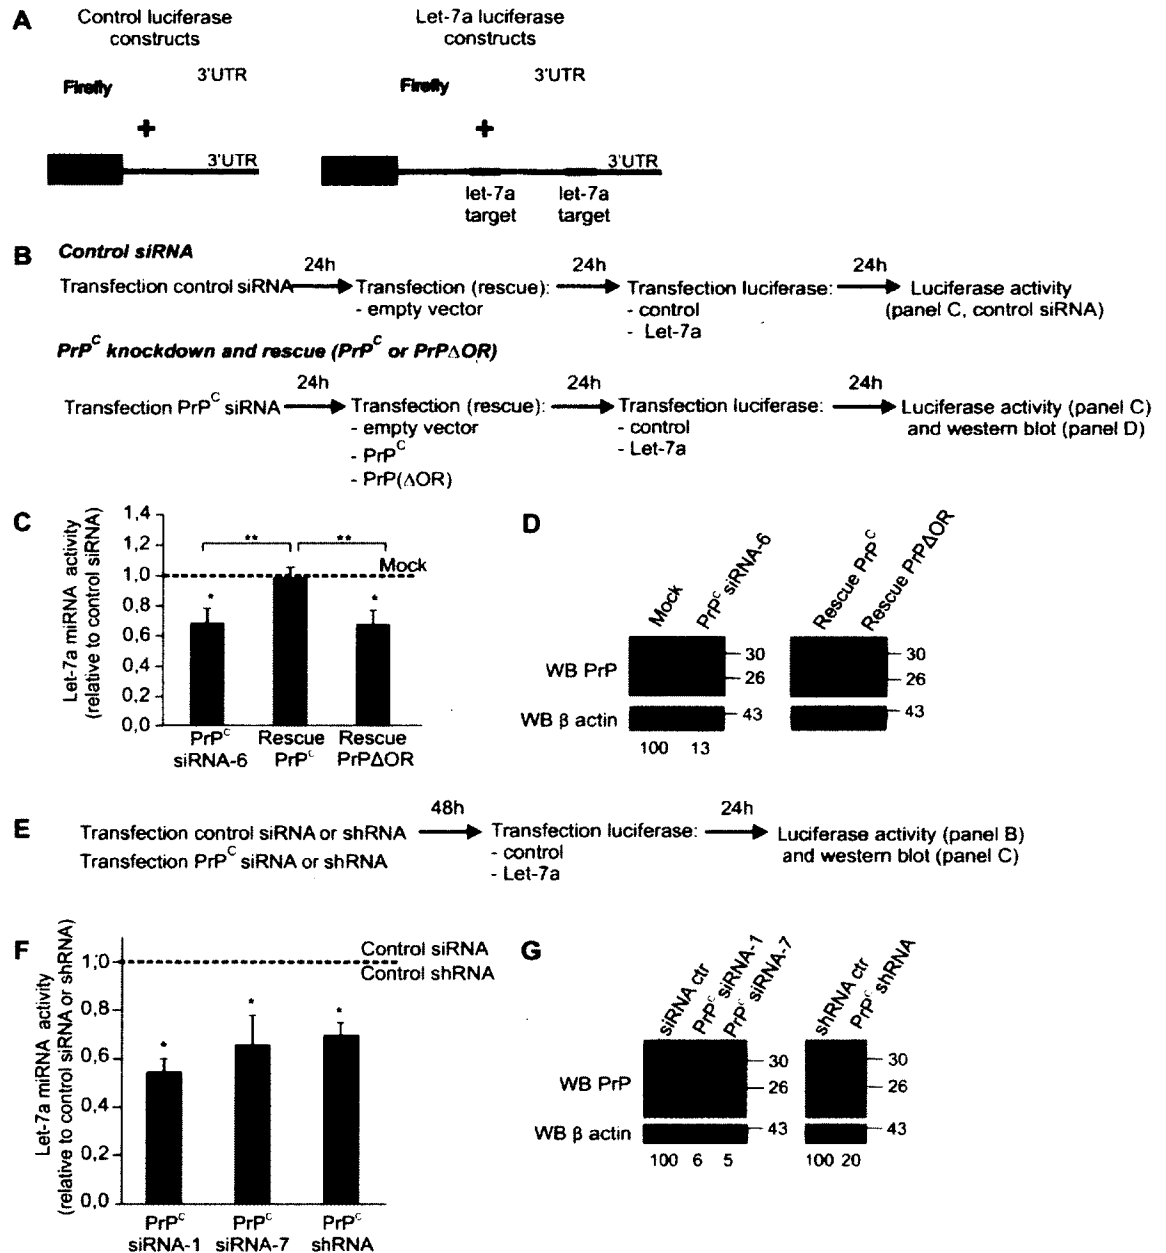 A
Control luciferase
constructs
Let-7a luciferase
constructs
Firefly
3'UTR
Firefly
3'UTR
+
+
3'UTR
3'UTR
let-7a
target
let-7a
target
B
Control siRNA
Transfection control siRNA
24h
Transfection (rescue):
- empty vector
24h
Transfection luciferase:
- control
- Let-7a
24h
Luciferase activity
(panel C, control siRNA)
PrP^C knockdown and rescue (PrP^C or PrPΔOR)
Transfection PrP^C siRNA
24h
Transfection (rescue):
- empty vector
- PrP^C
- PrP(ΔOR)
24h
Transfection luciferase:
- control
- Let-7a
24h
Luciferase activity (panel C)
and western blot (panel D)
C
Let-7a miRNA activity
(relative to control siRNA)
1,4
1,2
1,0
0,8
0,6
0,4
0,2
0,0
**
**
Mock
*
*
PrP^C
siRNA-6
Rescue
PrP^C
Rescue
PrPΔOR
D
Mock
PrP^C siRNA-6
Rescue PrP^C
Rescue PrPΔOR
WB PrP
30
26
30
26
WB β actin
43
43
100 13
E
Transfection control siRNA or shRNA
Transfection PrP^C siRNA or shRNA
48h
Transfection luciferase:
- control
- Let-7a
24h
Luciferase activity (panel B)
and western blot (panel C)
F
Let-7a miRNA activity
(relative to control siRNA or shRNA)
1,0
0,8
0,6
0,4
0,2
0,0
Control siRNA
Control shRNA
*
*
*
PrP^C
siRNA-1
PrP^C
siRNA-7
PrP^C
shRNA
G
siRNA ctr
PrP^C siRNA-1
PrP^C siRNA-7
shRNA ctr
PrP^C shRNA
WB PrP
30
26
30
26
WB β actin
43
43
100 6 5
100 20